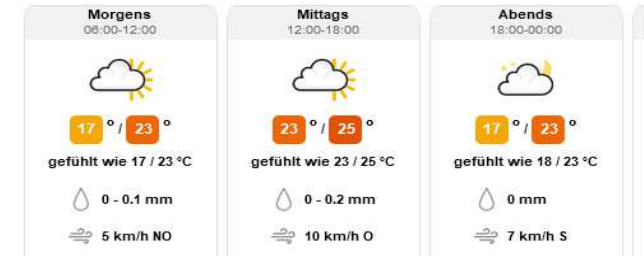 Morgens
06:00-12:00
17 ° / 23 °
gefühlt wie 17 / 23 °C
0 - 0.1 mm
5 km/h NO
Mittags
12:00-18:00
23 ° / 25 °
gefühlt wie 23 / 25 °C
0 - 0.2 mm
10 km/h O
Abends
18:00-00:00
17 ° / 23 °
gefühlt wie 18 / 23 °C
0 mm
7 km/h S